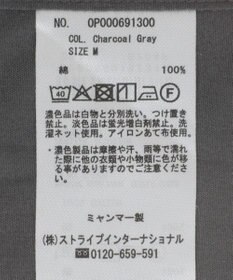 NO. OP000691300
COL. Charcoal Gray
SIZE M
綿 100%
40
F
濃色品は白物と分別洗い。つけ置き
禁止。淡色品は蛍光増白剤禁止。洗
濯ネット使用。アイロンあて布使用。
・濃色製品は摩擦や汗、雨等で濡れ
た際に他の衣類や小物類に色が移
る事がありますのでご注意くださ
い。
ミャンマー製
(株)ストライプインターナショナル
0120-659-591